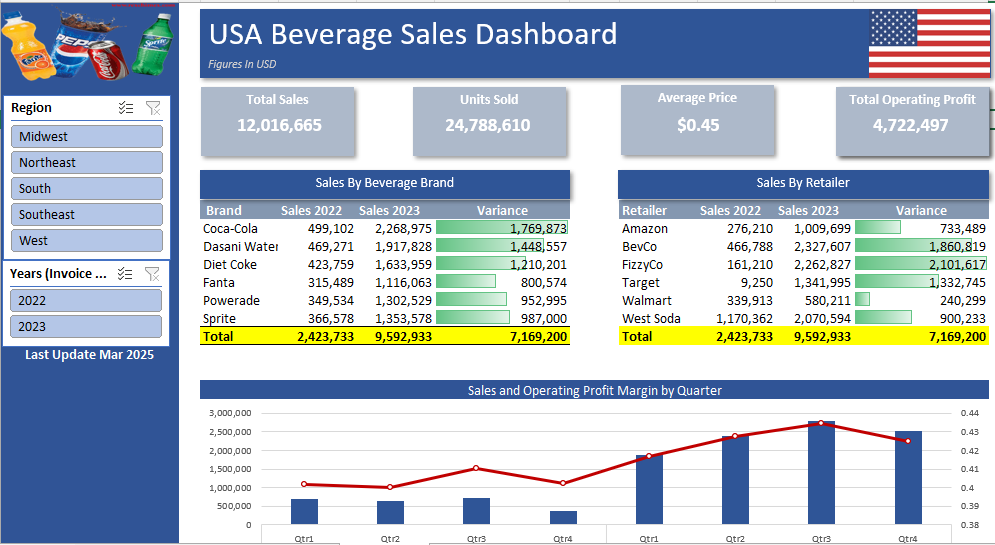 USA Beverage Sales Dashboard
Figures In USD
PEPSI
Fanta
Coca-Cola
Sprite
Region
Midwest
Northeast
South
Southeast
West
Years (Invoice ...
2022
2023
Last Update Mar 2025
Total Sales
12,016,665
Units Sold
24,788,610
Average Price
$0.45
Total Operating Profit
4,722,497
Sales By Beverage Brand
Brand Sales 2022 Sales 2023 Variance
Coca-Cola 499,102 2,268,975 1,769,873
Dasani Water 469,271 1,917,828 1,448,557
Diet Coke 423,759 1,633,959 1,210,201
Fanta 315,489 1,116,063 800,574
Powerade 349,534 1,302,529 952,995
Sprite 366,578 1,353,578 987,000
Total 2,423,733 9,592,933 7,169,200
Sales By Retailer
Retailer Sales 2022 Sales 2023 Variance
Amazon 276,210 1,009,699 733,489
BevCo 466,788 2,327,607 1,860,819
FizzyCo 161,210 2,262,827 2,101,617
Target 9,250 1,341,995 1,332,745
Walmart 339,913 580,211 240,299
West Soda 1,170,362 2,070,594 900,233
Total 2,423,733 9,592,933 7,169,200
Sales and Operating Profit Margin by Quarter
3,000,000
2,500,000
2,000,000
1,500,000
1,000,000
500,000
0
0.44
0.43
0.42
0.41
0.4
0.39
0.38
Qtr1 Qtr2 Qtr3 Qtr4 Qtr1 Qtr2 Qtr3 Qtr4